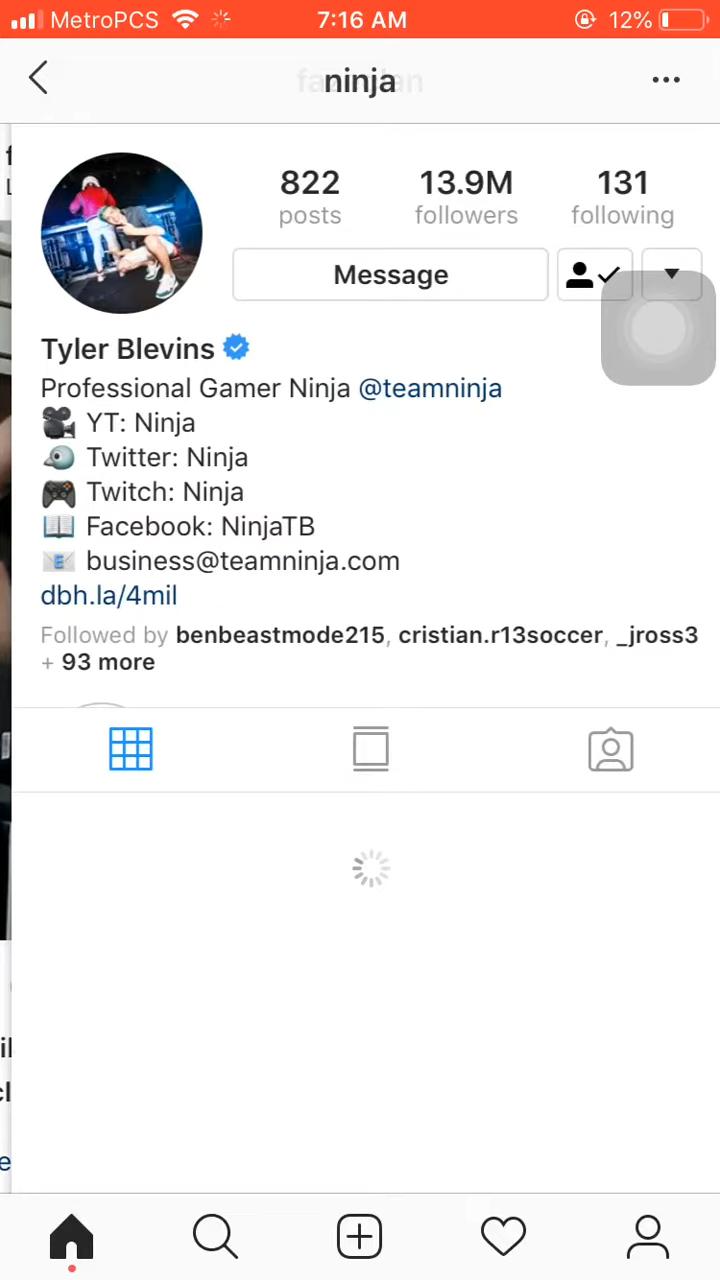 MetroPCS 7:16 AM 12%
ninja
822 13.9M 131
posts followers following
Message
Tyler Blevins
Professional Gamer Ninja @teamninja
YT: Ninja
Twitter: Ninja
Twitch: Ninja
Facebook: NinjaTB
business@teamninja.com
dbh.la/4mil
Followed by benbeastmode215, cristian.r13soccer, _jross3
+ 93 more